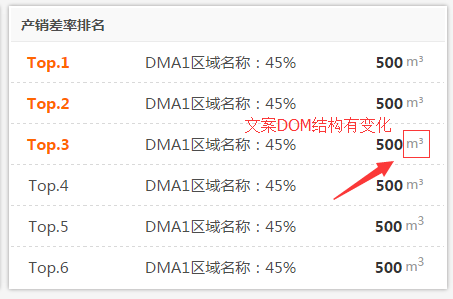 产销差率排名
Top.1 DMA1区域名称：45% 500 m³
Top.2 DMA1区域名称：45% 500 m³
文案DOM结构有变化
Top.3 DMA1区域名称：45% 500 m³
Top.4 DMA1区域名称：45% 500 m³
Top.5 DMA1区域名称：45% 500 m³
Top.6 DMA1区域名称：45% 500 m³